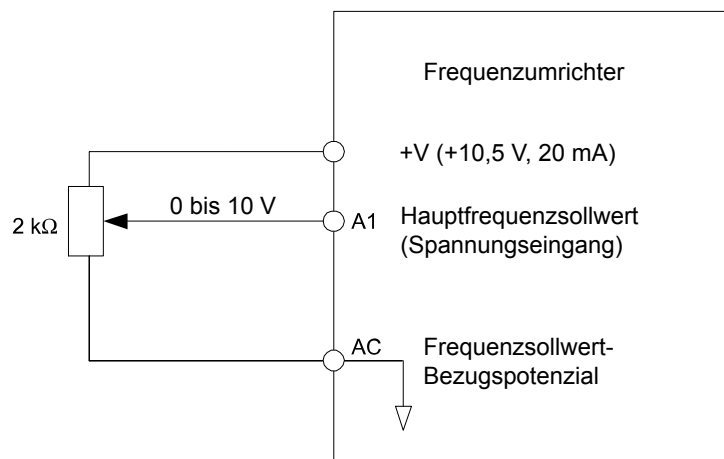 Frequenzumrichter
+V (+10,5 V, 20 mA)
0 bis 10 V
2 kΩ
A1
Hauptfrequenzsollwert
(Spannungseingang)
AC
Frequenzsollwert-
Bezugspotenzial